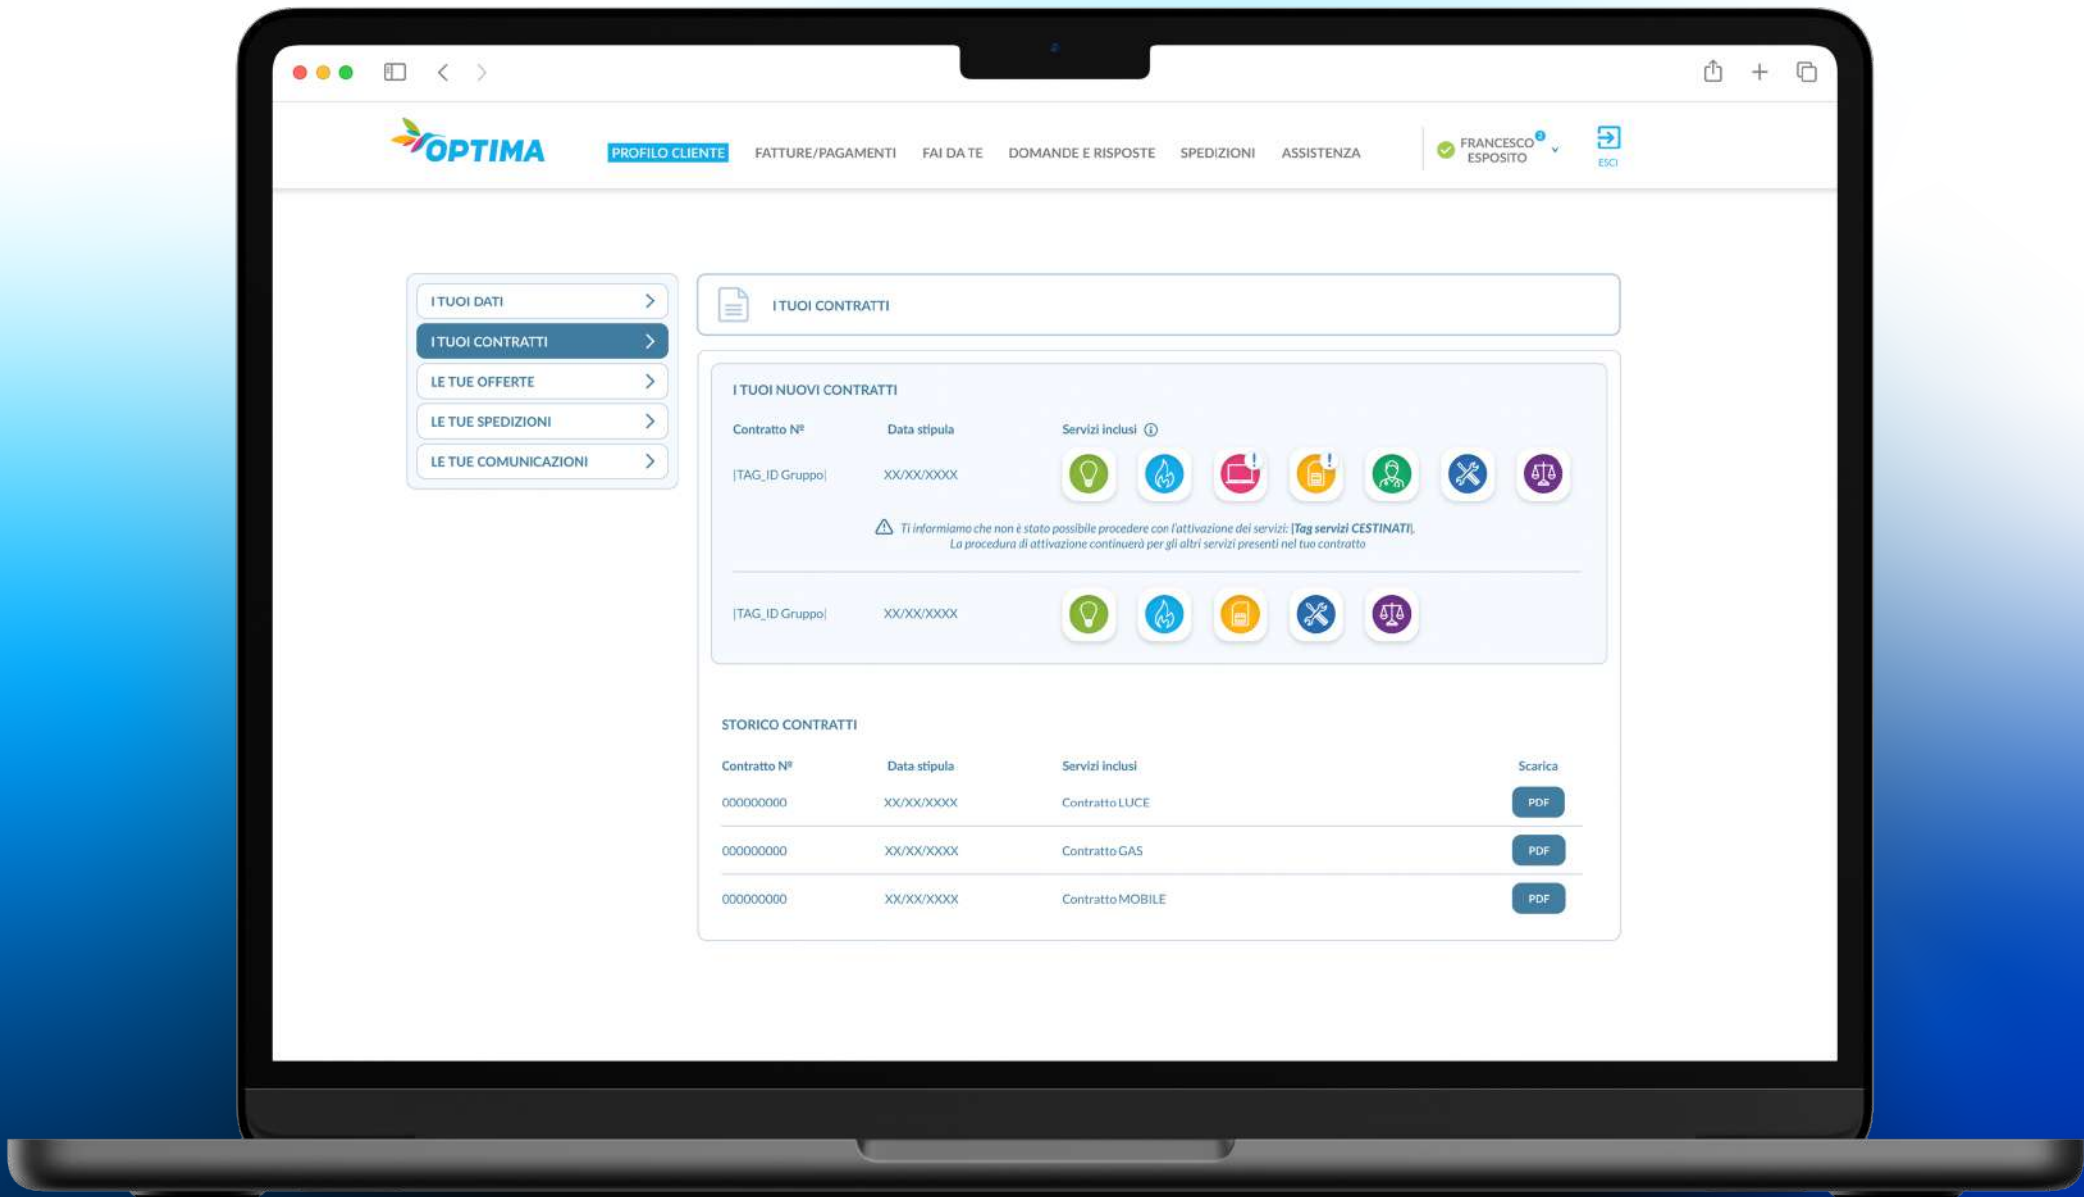 OPTIMA
PROFILO CLIENTE
FATTURE/PAGAMENTI
FAI DA TE
DOMANDE E RISPOSTE
SPEDIZIONI
ASSISTENZA
FRANCESCO 2
ESPOSITO
ESCI
I TUOI DATI
I TUOI CONTRATTI
LE TUE OFFERTE
LE TUE SPEDIZIONI
LE TUE COMUNICAZIONI
I TUOI CONTRATTI
I TUOI NUOVI CONTRATTI
Contratto Nº Data stipula Servizi inclusi
|TAG_ID Gruppo| XX/XX/XXXX
Ti informiamo che non è stato possibile procedere con l'attivazione dei servizi: |Tag servizi CESTINATI|.
La procedura di attivazione continuerà per gli altri servizi presenti nel tuo contratto
|TAG_ID Gruppo| XX/XX/XXXX
STORICO CONTRATTI
Contratto Nº Data stipula Servizi inclusi Scarica
000000000 XX/XX/XXXX Contratto LUCE PDF
000000000 XX/XX/XXXX Contratto GAS PDF
000000000 XX/XX/XXXX Contratto MOBILE PDF